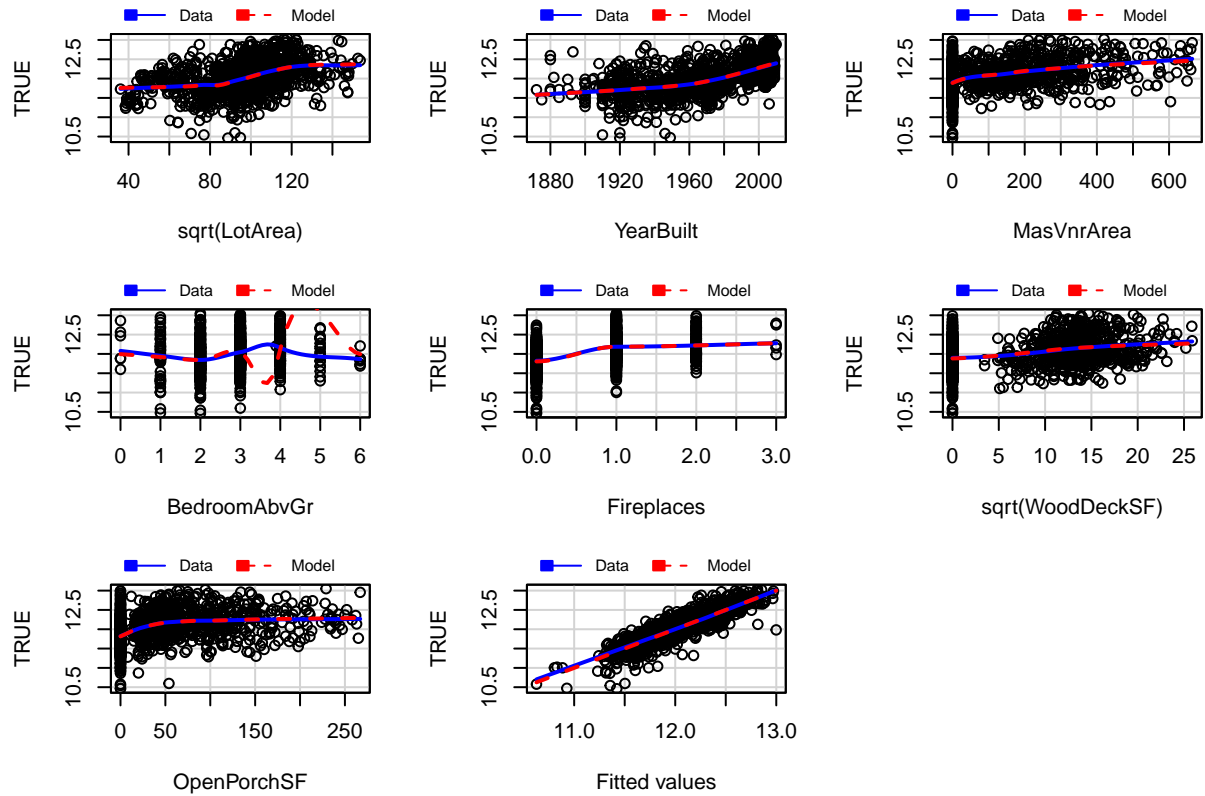 Data Model
TRUE
12.5
10.5
40 80 120
sqrt(LotArea)
Data Model
TRUE
12.5
10.5
1880 1920 1960 2000
YearBuilt
Data Model
TRUE
12.5
10.5
0 200 400 600
MasVnrArea
Data Model
TRUE
12.5
10.5
0 1 2 3 4 5 6
BedroomAbvGr
Data Model
TRUE
12.5
10.5
0.0 1.0 2.0 3.0
Fireplaces
Data Model
TRUE
12.5
10.5
0 5 10 15 20 25
sqrt(WoodDeckSF)
Data Model
TRUE
12.5
10.5
0 50 150 250
OpenPorchSF
Data Model
TRUE
12.5
10.5
11.0 12.0 13.0
Fitted values